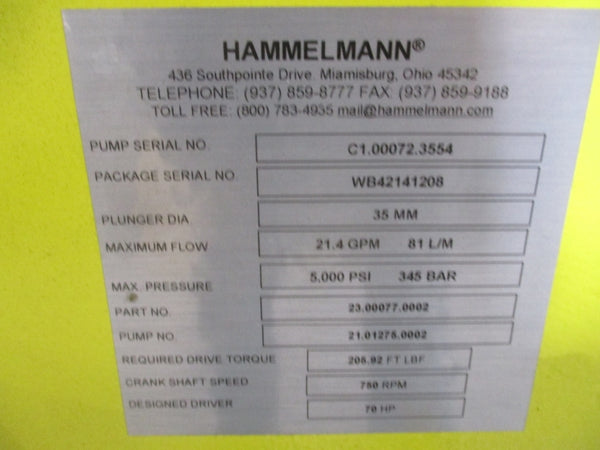 HAMMELMANN®
436 Southpointe Drive. Miamisburg, Ohio 45342
TELEPHONE: (937) 859-8777 FAX: (937) 859-9188
TOLL FREE: (800) 783-4935 mail@hammelmann.com
PUMP SERIAL NO. C1.00072.3554
PACKAGE SERIAL NO. WB42141208
PLUNGER DIA. 35 MM
MAXIMUM FLOW 21.4 GPM 81 L/M
MAX. PRESSURE 5,000 PSI 345 BAR
PART NO. 23.00077.0002
PUMP NO. 21.01275.0002
REQUIRED DRIVE TORQUE 205.92 FT LBF
CRANK SHAFT SPEED 750 RPM
DESIGNED DRIVER 70 HP